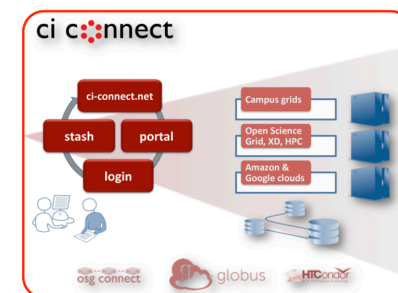 ci connect
ci-connect.net
stash
portal
login
Campus grids
Open Science
Grid, XD, HPC
Amazon &
Google clouds
osg connect
globus
HTCondor